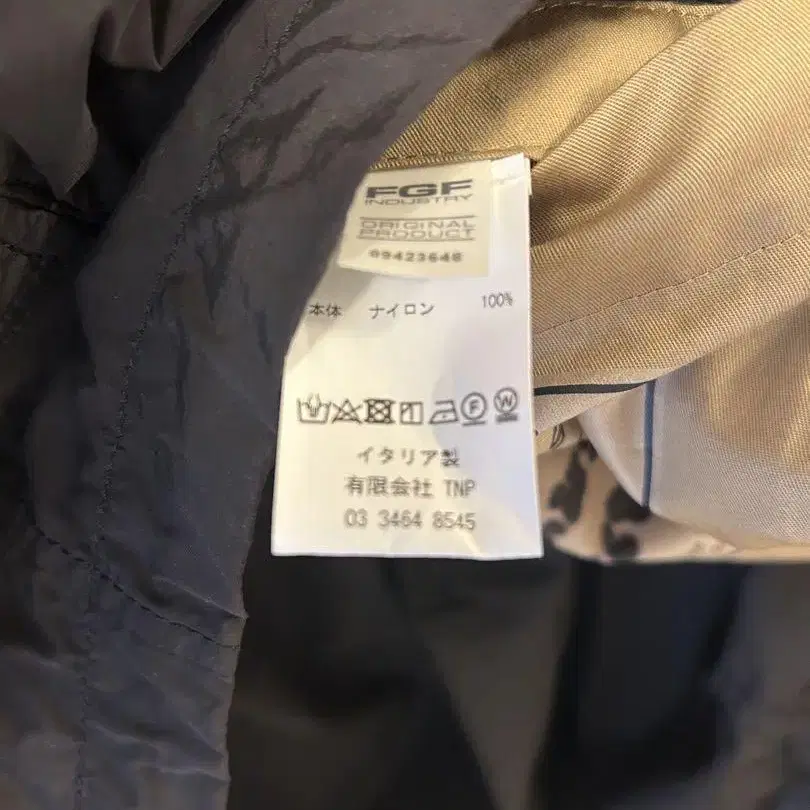 FGF
INDUSTRY
ORIGINAL
PRODUCT
09423646
本体 ナイロン 100%
F W
イタリア製
有限会社 TNP
03 3464 8545